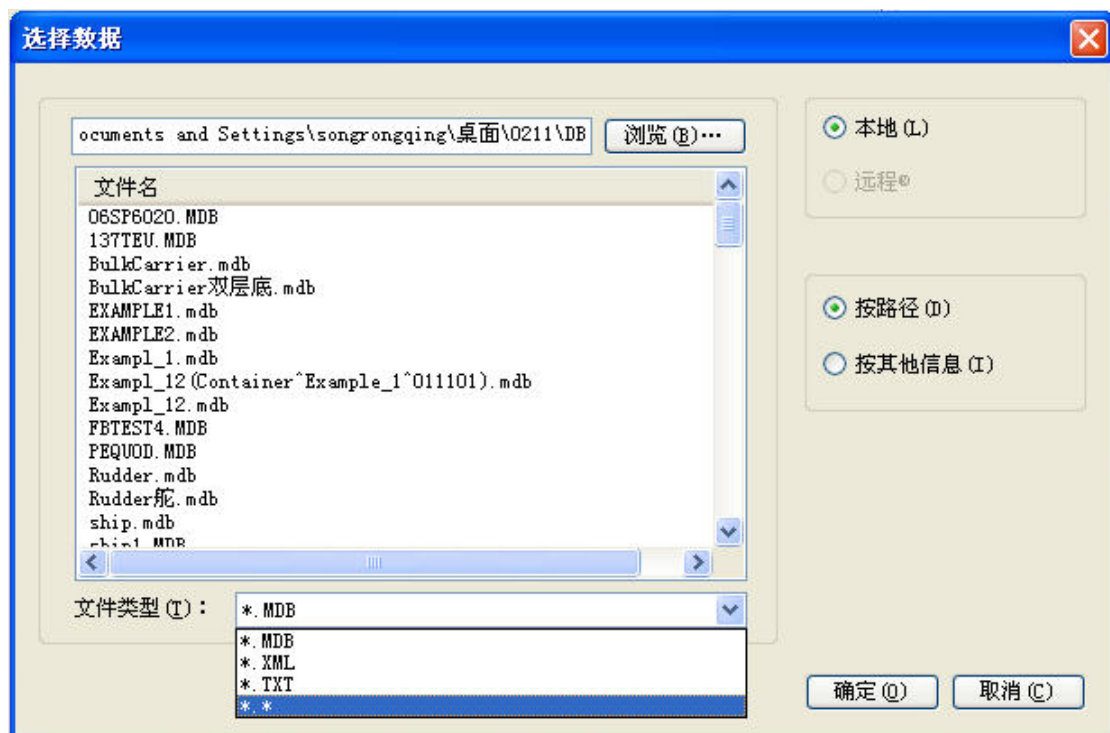 选择数据
ocuments and Settings\songrongqing\桌面\0211\DB
浏览(B)…
文件名
06SP6020.MDB
137TEU.MDB
BulkCarrier.mdb
BulkCarrier双层底.mdb
EXAMPLE1.mdb
EXAMPLE2.mdb
Exampl_1.mdb
Exampl_12(Container^Example_1^011101).mdb
Exampl_12.mdb
FBTEST4.MDB
PEQUOD.MDB
Rudder.mdb
Rudder舵.mdb
ship.mdb
ship1.MDB
文件类型(T)：
*.MDB
*.MDB
*.XML
*.TXT
*.*
本地(L)
远程®
按路径(D)
按其他信息(I)
确定(O)
取消(C)